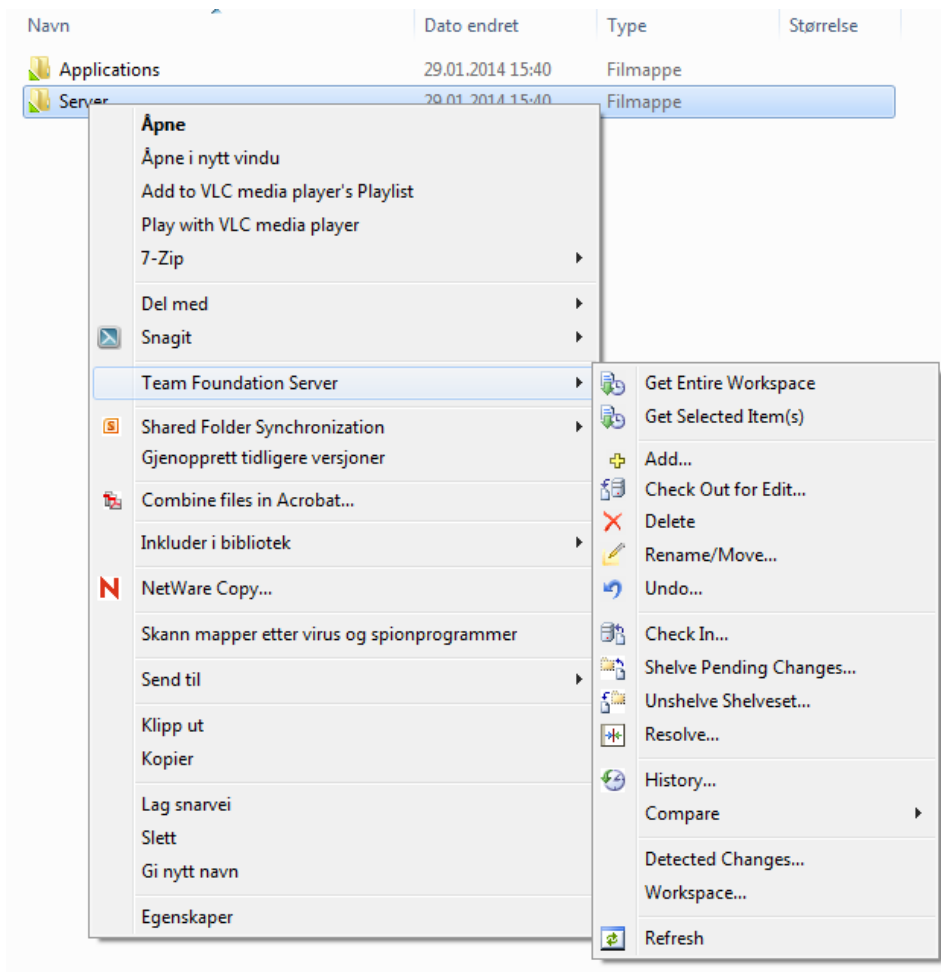 Navn Dato endret Type Størrelse
Applications 29.01.2014 15:40 Filmappe
Server 29.01.2014 15:40 Filmappe
Åpne
Åpne i nytt vindu
Add to VLC media player's Playlist
Play with VLC media player
7-Zip
Del med
Snagit
Team Foundation Server
Shared Folder Synchronization
Gjenopprett tidligere versjoner
Combine files in Acrobat...
Inkluder i bibliotek
NetWare Copy...
Skann mapper etter virus og spionprogrammer
Send til
Klipp ut
Kopier
Lag snarvei
Slett
Gi nytt navn
Egenskaper
Get Entire Workspace
Get Selected Item(s)
Add...
Check Out for Edit...
Delete
Rename/Move...
Undo...
Check In...
Shelve Pending Changes...
Unshelve Shelveset...
Resolve...
History...
Compare
Detected Changes...
Workspace...
Refresh